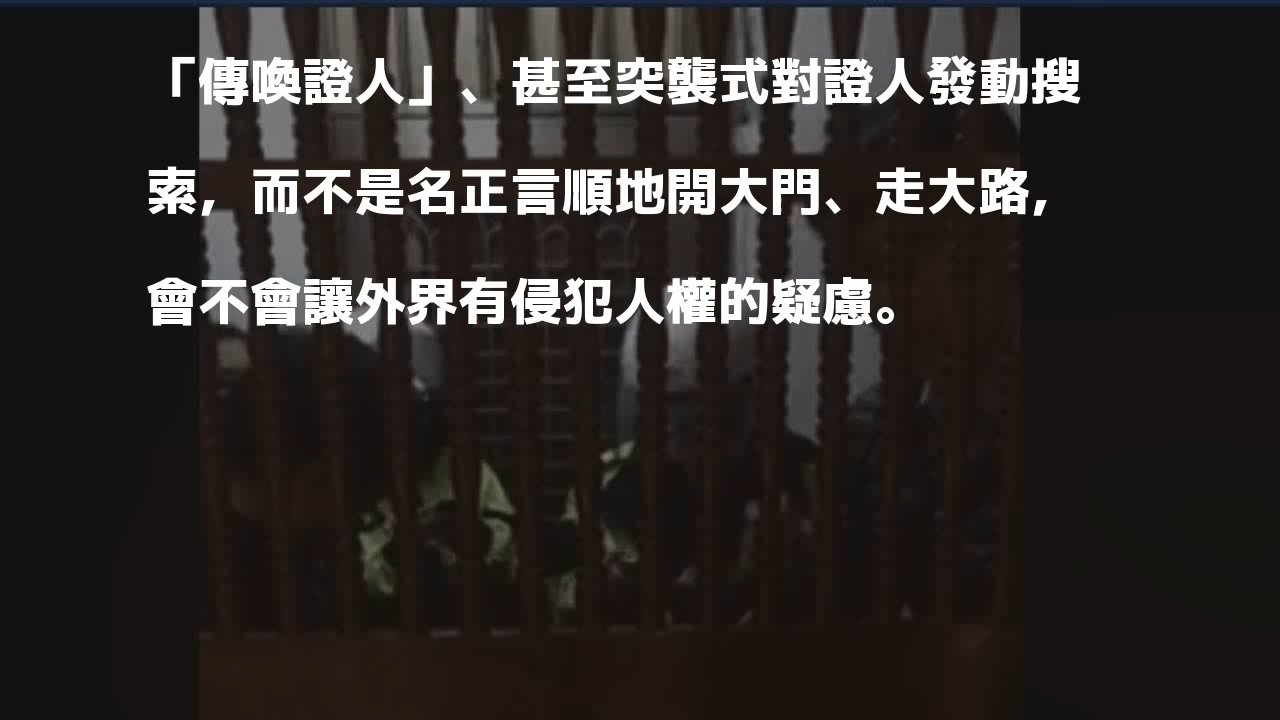 「傳喚證人」、甚至突襲式對證人發動搜
索，而不是名正言順地開大門、走大路，
會不會讓外界有侵犯人權的疑慮。